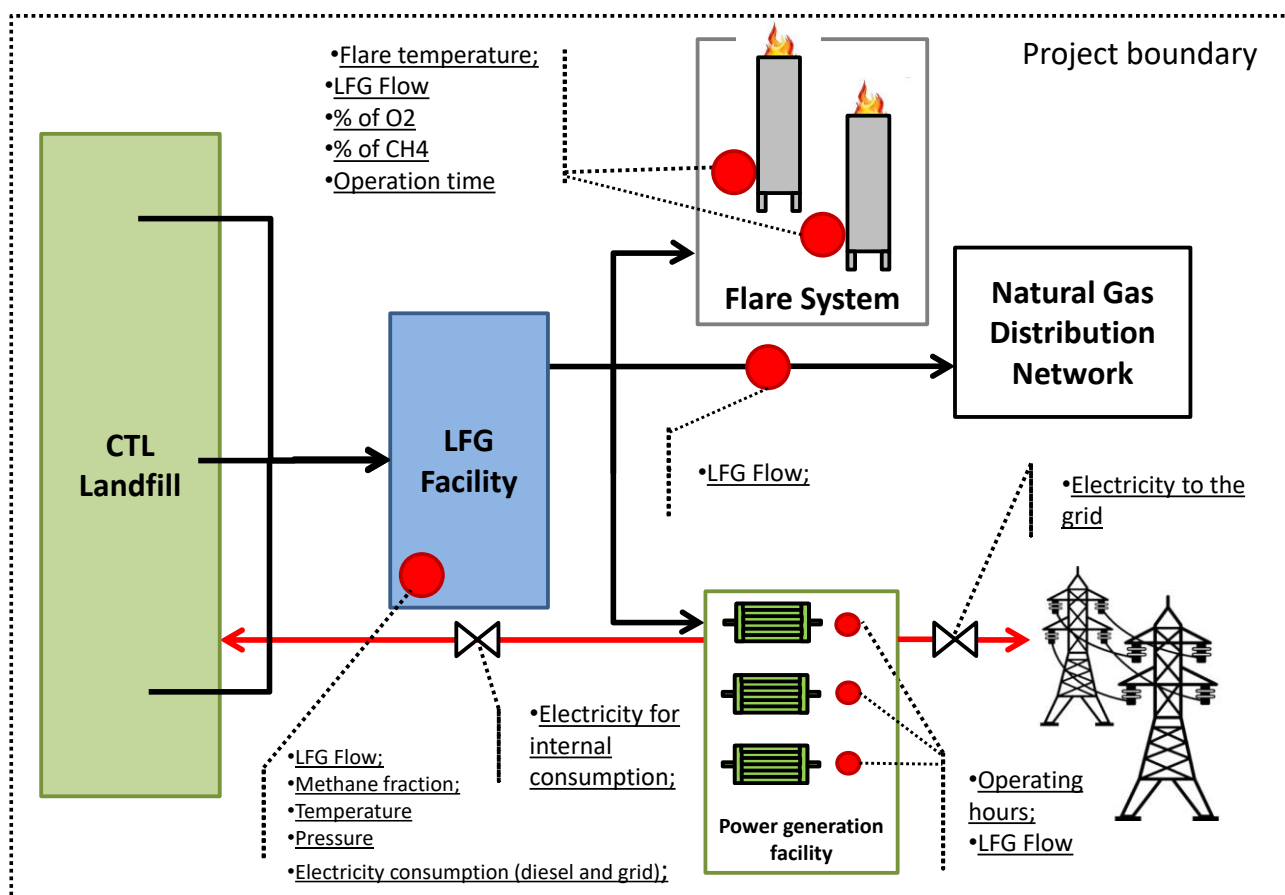 Project boundary
•Flare temperature;
•LFG Flow
•% of O2
•% of CH4
•Operation time
Flare System
Natural Gas
Distribution
Network
CTL
Landfill
LFG
Facility
•LFG Flow;
•Electricity to the
grid
•Electricity for
internal
consumption;
•LFG Flow;
•Methane fraction;
•Temperature
•Pressure
•Electricity consumption (diesel and grid);
Power generation
facility
•Operating
hours;
•LFG Flow